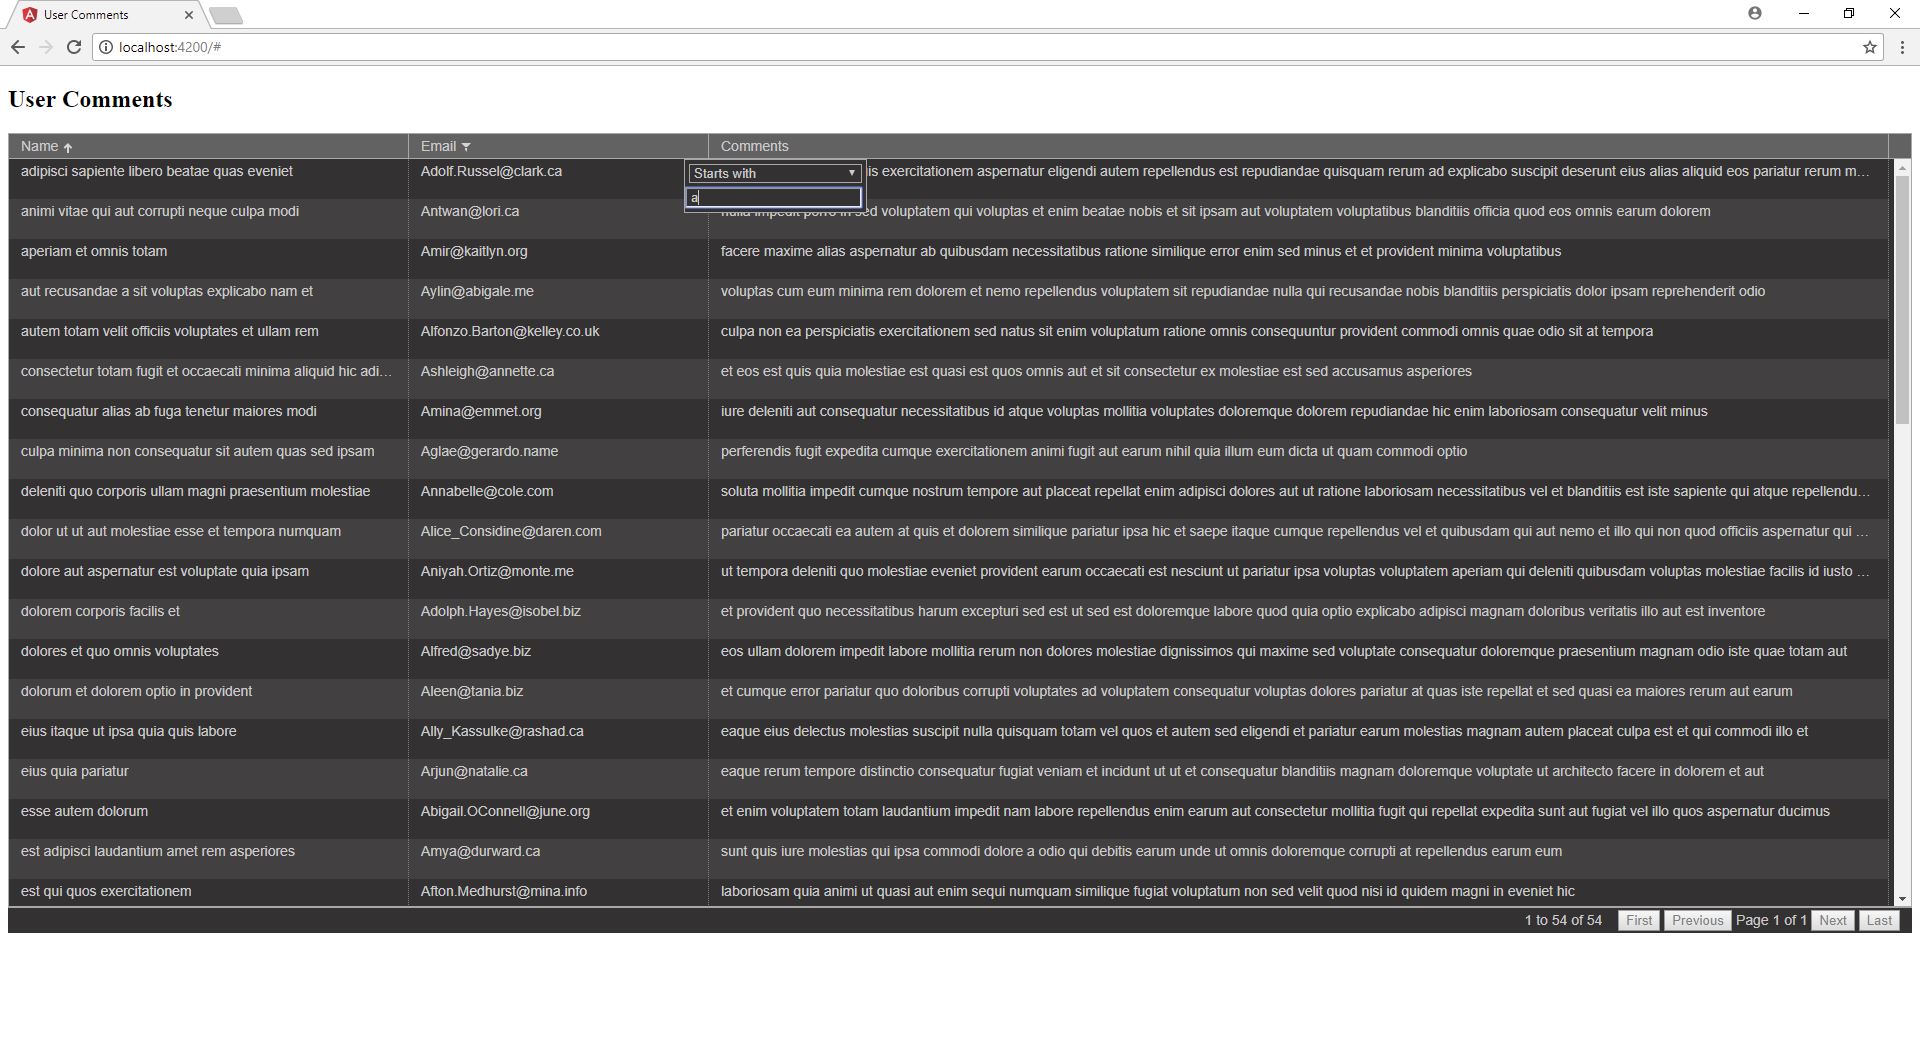 User Comments
localhost:4200/#
User Comments
Name Email Comments
Starts with
a
adipisci sapiente libero beatae quas eveniet Adolf.Russel@clark.ca is exercitationem aspernatur eligendi autem repellendus est repudiandae quisquam rerum ad explicabo suscipit deserunt eius alias aliquid eos pariatur rerum m...
animi vitae qui aut corrupti neque culpa modi Antwan@lori.ca nulla impedit porro in sed voluptatem qui voluptas et enim beatae nobis et sit ipsam aut voluptatem voluptatibus blanditiis officia quod eos omnis earum dolorem
aperiam et omnis totam Amir@kaitlyn.org facere maxime alias aspernatur ab quibusdam necessitatibus ratione similique error enim sed minus et et provident minima voluptatibus
aut recusandae a sit voluptas explicabo nam et Aylin@abigale.me voluptas cum eum minima rem dolorem et nemo repellendus voluptatem sit repudiandae nulla qui recusandae nobis blanditiis perspiciatis dolor ipsam reprehenderit odio
autem totam velit officiis voluptates et ullam rem Alfonzo.Barton@kelley.co.uk culpa non ea perspiciatis exercitationem sed natus sit enim voluptatum ratione omnis consequuntur provident commodi omnis quae odio sit at tempora
consectetur totam fugit et occaecati minima aliquid hic adi... Ashleigh@annette.ca et eos est quis quia molestiae est quasi est quos omnis aut et sit consectetur ex molestiae est sed accusamus asperiores
consequatur alias ab fuga tenetur maiores modi Amina@emmet.org iure deleniti aut consequatur necessitatibus id atque voluptas mollitia voluptates doloremque dolorem repudiandae hic enim laboriosam consequatur velit minus
culpa minima non consequatur sit autem quas sed ipsam Aglae@gerardo.name perferendis fugit expedita cumque exercitationem animi fugit aut earum nihil quia illum eum dicta ut quam commodi optio
deleniti quo corporis ullam magni praesentium molestiae Annabelle@cole.com soluta mollitia impedit cumque nostrum tempore aut placeat repellat enim adipisci dolores aut ut ratione laboriosam necessitatibus vel et blanditiis est iste sapiente qui atque repellendu...
dolor ut ut aut molestiae esse et tempora numquam Alice_Considine@daren.com pariatur occaecati ea autem at quis et dolorem similique pariatur ipsa hic et saepe itaque cumque repellendus vel et quibusdam qui aut nemo et illo qui non quod officiis aspernatur qui ...
dolore aut aspernatur est voluptate quia ipsam Aniyah.Ortiz@monte.me ut tempora deleniti quo molestiae eveniet provident earum occaecati est nesciunt ut pariatur ipsa voluptas voluptatem aperiam qui deleniti quibusdam voluptas molestiae facilis id iusto ...
dolorem corporis facilis et Adolph.Hayes@isobel.biz et provident quo necessitatibus harum excepturi sed est ut sed est doloremque labore quod quia optio explicabo adipisci magnam doloribus veritatis illo aut est inventore
dolores et quo omnis voluptates Alfred@sadye.biz eos ullam dolorem impedit labore mollitia rerum non dolores molestiae dignissimos qui maxime sed voluptate consequatur doloremque praesentium magnam odio iste quae totam aut
dolorum et dolorem optio in provident Aleen@tania.biz et cumque error pariatur quo doloribus corrupti voluptates ad voluptatem consequatur voluptas dolores pariatur at quas iste repellat et sed quasi ea maiores rerum aut earum
eius itaque ut ipsa quia quis labore Ally_Kassulke@rashad.ca eaque eius delectus molestias suscipit nulla quisquam totam vel quos et autem sed eligendi et pariatur earum molestias magnam autem placeat culpa est et qui commodi illo et
eius quia pariatur Arjun@natalie.ca eaque rerum tempore distinctio consequatur fugiat veniam et incidunt ut ut et consequatur blanditiis magnam doloremque voluptate ut architecto facere in dolorem et aut
esse autem dolorum Abigail.OConnell@june.org et enim voluptatem totam laudantium impedit nam labore repellendus enim earum aut consectetur mollitia fugit qui repellat expedita sunt aut fugiat vel illo quos aspernatur ducimus
est adipisci laudantium amet rem asperiores Amya@durward.ca sunt quis iure molestias qui ipsa commodi dolore a odio qui debitis earum unde ut omnis doloremque corrupti at repellendus earum eum
est qui quos exercitationem Afton.Medhurst@mina.info laboriosam quia animi ut quasi aut enim sequi numquam similique fugiat voluptatum non sed velit quod nisi id quidem magni in eveniet hic
1 to 54 of 54 First Previous Page 1 of 1 Next Last